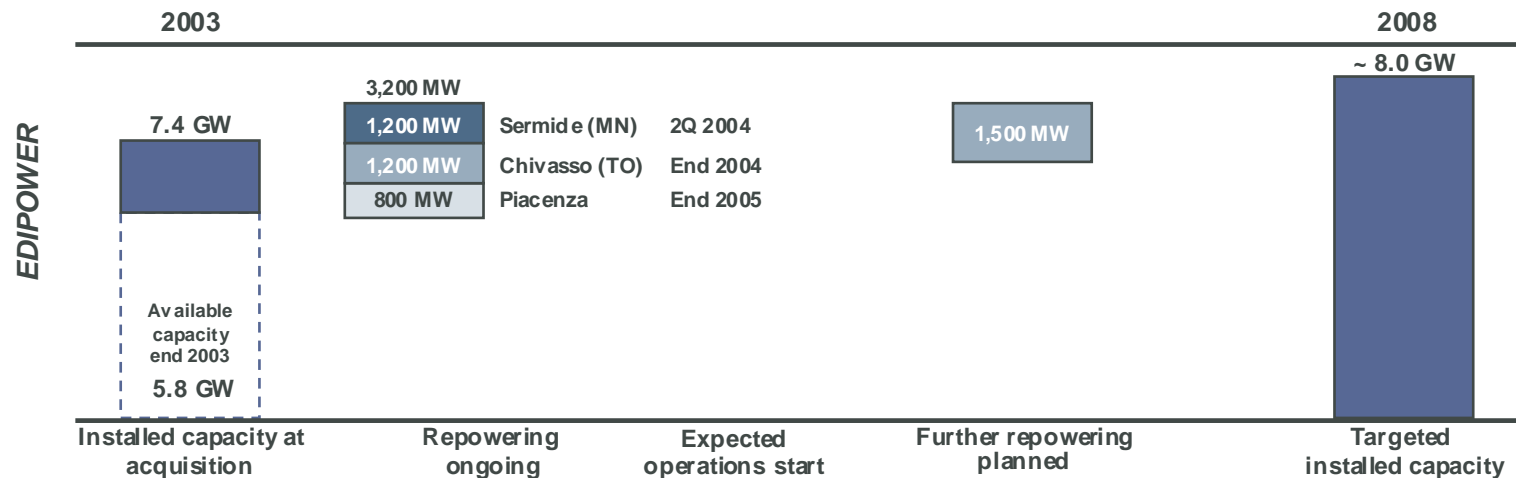 2003
2008
EDIPOWER
7.4 GW
Available
capacity
end 2003
5.8 GW
3,200 MW
1,200 MW Sermide (MN) 2Q 2004
1,200 MW Chivasso (TO) End 2004
800 MW Piacenza End 2005
1,500 MW
~ 8.0 GW
Installed capacity at
acquisition
Repowering
ongoing
Expected
operations start
Further repowering
planned
Targeted
installed capacity